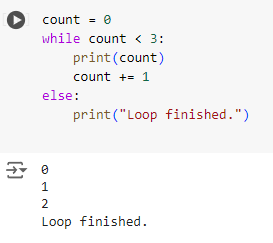 count = 0
while count < 3:
    print(count)
    count += 1
else:
    print("Loop finished.")
0
1
2
Loop finished.